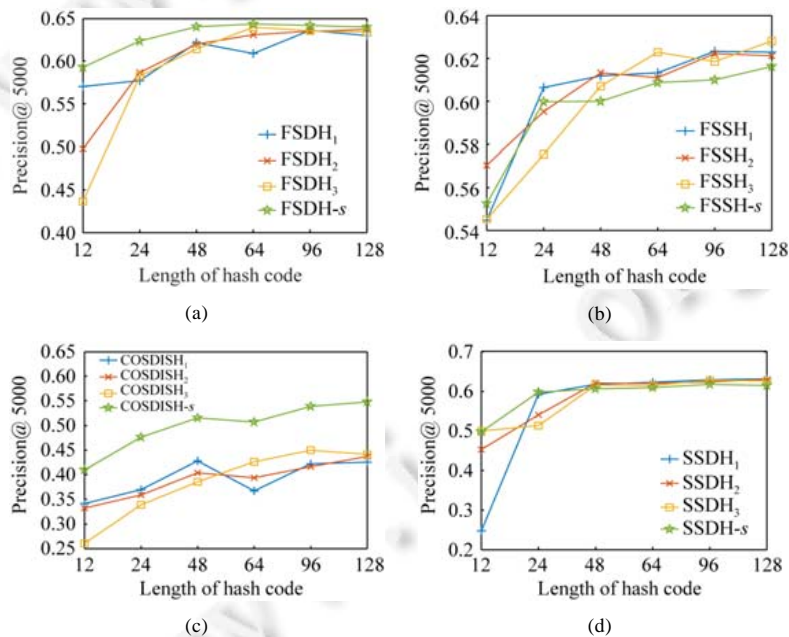 0.65
0.60
0.55
0.50
0.45
0.40
Precision@ 5000
FSDH1
FSDH2
FSDH3
FSDH-s
12 24 48 64 96 128
Length of hash code
(a)
0.62
0.60
0.58
0.56
0.54
Precision@ 5000
FSSH1
FSSH2
FSSH3
FSSH-s
12 24 48 64 96 128
Length of hash code
(b)
0.65
0.60
0.55
0.50
0.45
0.40
0.35
0.30
0.25
Precision@ 5000
COSDISH1
COSDISH2
COSDISH3
COSDISH-s
12 24 48 64 96 128
Length of hash code
(c)
0.7
0.6
0.5
0.4
0.3
0.2
Precision@ 5000
SSDH1
SSDH2
SSDH3
SSDH-s
12 24 48 64 96 128
Length of hash code
(d)